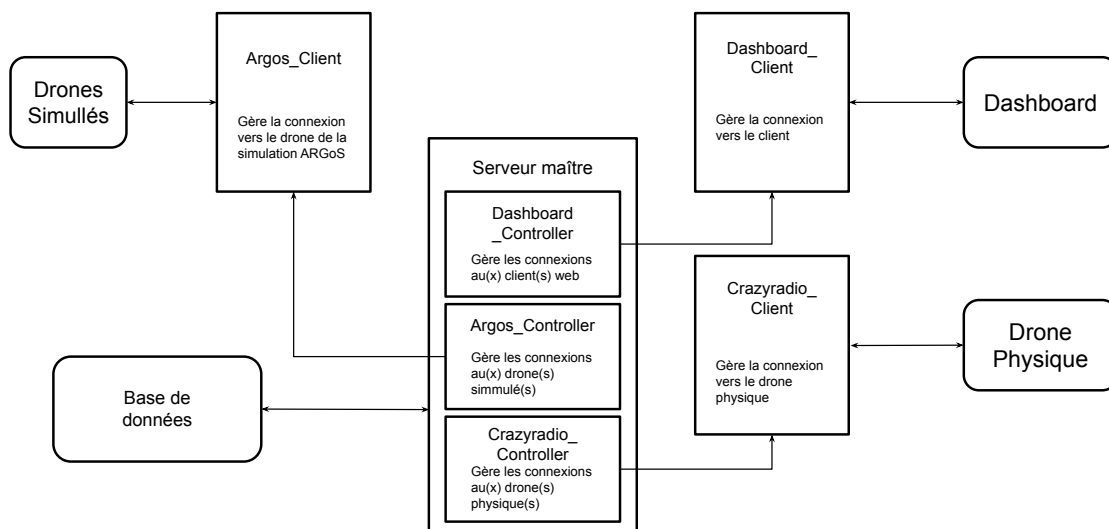 Drones
Simullés
Argos_Client
Gère la connexion
vers le drone de la
simulation ARGoS
Serveur maître
Dashboard
_Controller
Gère les connexions
au(x) client(s) web
Argos_Controller
Gère les connexions
au(x) drone(s)
simmulé(s)
Crazyradio_
Controller
Gère les connexions
au(x) drone(s)
physique(s)
Base de
données
Dashboard_
Client
Gère la connexion
vers le client
Dashboard
Crazyradio_
Client
Gère la connexion
vers le drone
physique
Drone
Physique